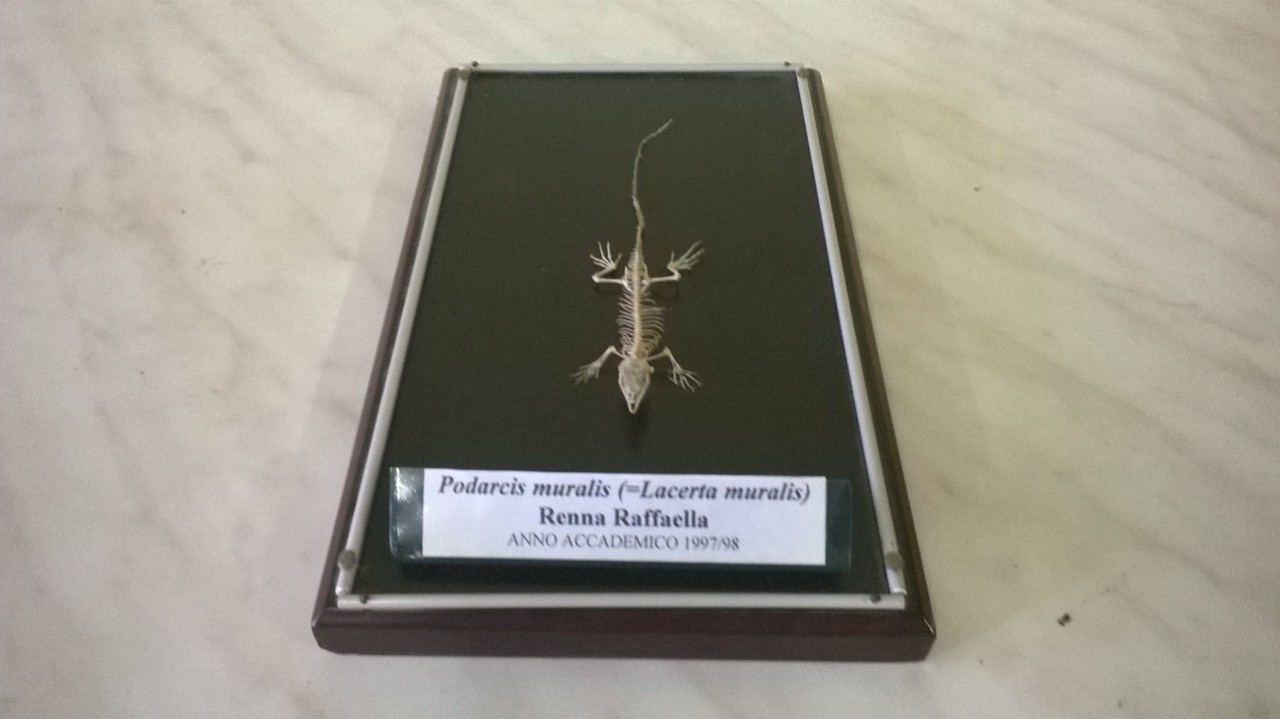 Podarcis muralis (=Lacerta muralis)
Renna Raffaella
ANNO ACCADEMICO 1997/98